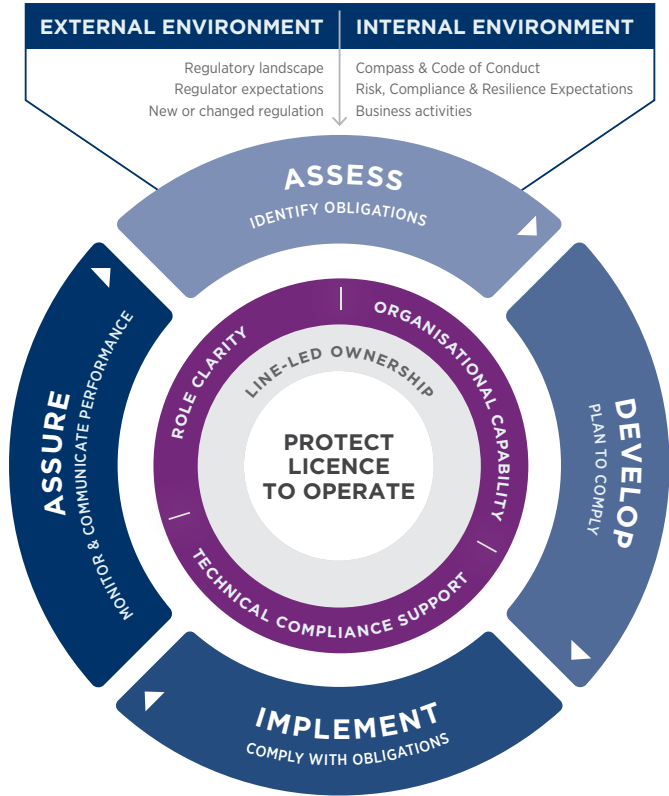 EXTERNAL ENVIRONMENT
Regulatory landscape
Regulator expectations
New or changed regulation
INTERNAL ENVIRONMENT
Compass & Code of Conduct
Risk, Compliance & Resilience Expectations
Business activities
ASSESS
IDENTIFY OBLIGATIONS
DEVELOP
PLAN TO COMPLY
IMPLEMENT
COMPLY WITH OBLIGATIONS
ASSURE
MONITOR & COMMUNICATE PERFORMANCE
ROLE CLARITY
ORGANISATIONAL CAPABILITY
TECHNICAL COMPLIANCE SUPPORT
LINE-LED OWNERSHIP
PROTECT
LICENCE
TO OPERATE